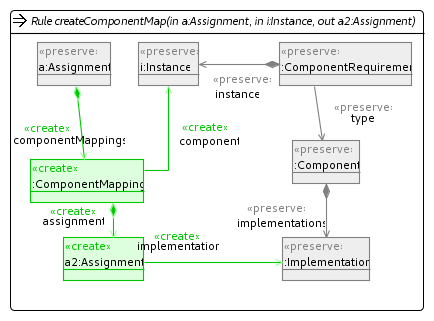 Rule createComponentMap(in a:Assignment, in i:Instance, out a2:Assignment)
«preserve:
a:Assignment
«preserve:
i:Instance
«preserve:
:ComponentRequiremen
«preserve:
instance
«preserve:
type
«create»
componentMappings
«create»
component
«preserve:
:Component
«create»
:ComponentMapping
«create»
assignment
«preserve:
implementations
«create»
implementation
«create»
a2:Assignment
«preserve:
:Implementation